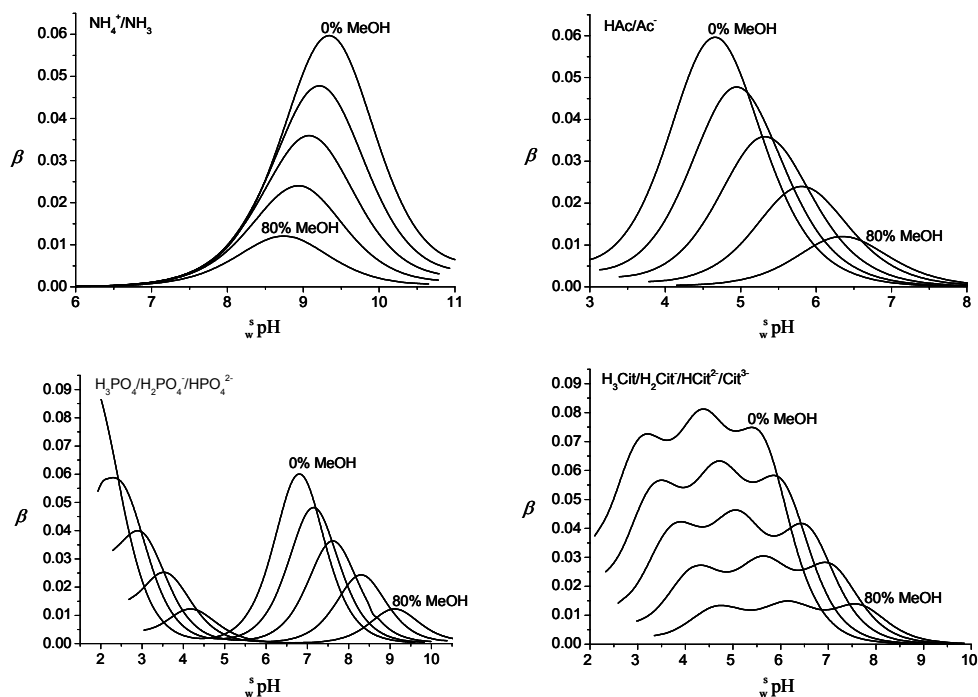 NH₄⁺/NH₃
0% MeOH
80% MeOH
0.06
0.05
0.04
0.03
0.02
0.01
0.00
β
6 7 8 9 10 11
ˢwpH
HAc/Ac⁻
0% MeOH
80% MeOH
0.06
0.05
0.04
0.03
0.02
0.01
0.00
β
3 4 5 6 7 8
ˢwpH
H₃PO₄/H₂PO₄⁻/HPO₄²⁻
0% MeOH
80% MeOH
0.09
0.08
0.07
0.06
0.05
0.04
0.03
0.02
0.01
0.00
β
2 3 4 5 6 7 8 9 10
ˢwpH
H₃Cit/H₂Cit⁻/HCit²⁻/Cit³⁻
0% MeOH
80% MeOH
0.09
0.08
0.07
0.06
0.05
0.04
0.03
0.02
0.01
0.00
β
2 3 4 5 6 7 8 9 10
ˢwpH